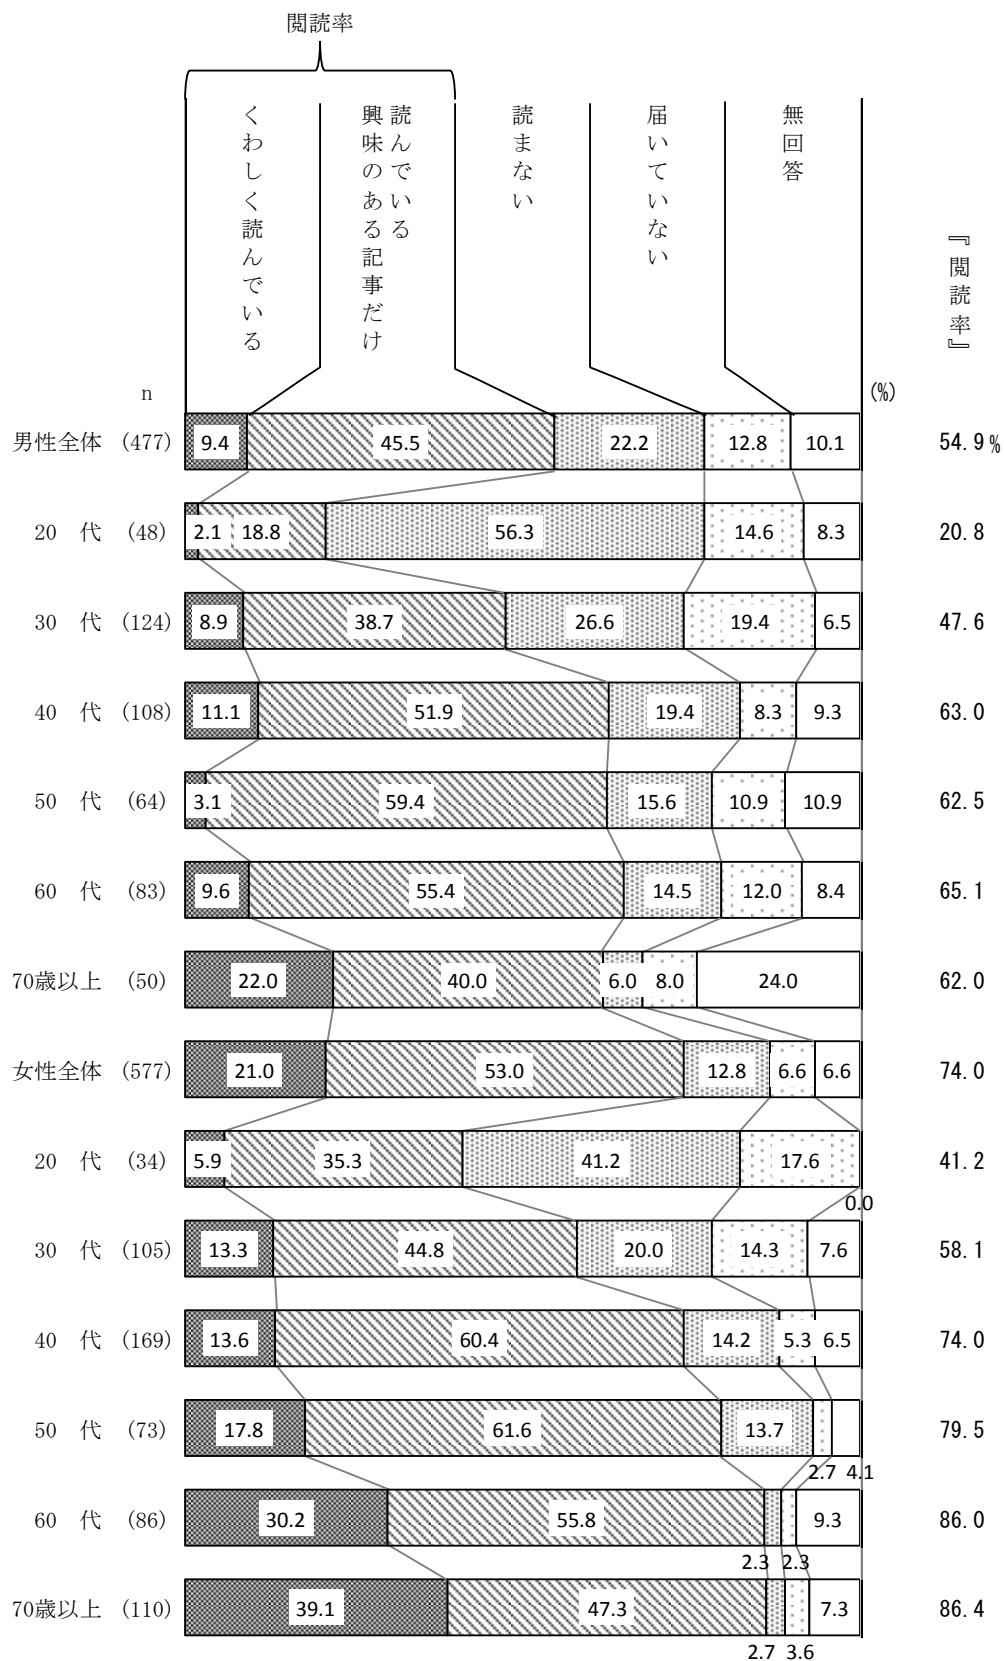 閲読率
くわしく読んでいる
興味のある記事だけ
読んでいる
読まない
届いていない
無回答
『閲読率』
n
(%)
男性全体 (477) 9.4 45.5 22.2 12.8 10.1 54.9%
20 代 (48) 2.1 18.8 56.3 14.6 8.3 20.8
30 代 (124) 8.9 38.7 26.6 19.4 6.5 47.6
40 代 (108) 11.1 51.9 19.4 8.3 9.3 63.0
50 代 (64) 3.1 59.4 15.6 10.9 10.9 62.5
60 代 (83) 9.6 55.4 14.5 12.0 8.4 65.1
70歳以上 (50) 22.0 40.0 6.0 8.0 24.0 62.0
女性全体 (577) 21.0 53.0 12.8 6.6 6.6 74.0
20 代 (34) 5.9 35.3 41.2 17.6 41.2
0.0
30 代 (105) 13.3 44.8 20.0 14.3 7.6 58.1
40 代 (169) 13.6 60.4 14.2 5.3 6.5 74.0
50 代 (73) 17.8 61.6 13.7 79.5
2.7 4.1
60 代 (86) 30.2 55.8 9.3 86.0
2.3 2.3
70歳以上 (110) 39.1 47.3 7.3 86.4
2.7 3.6